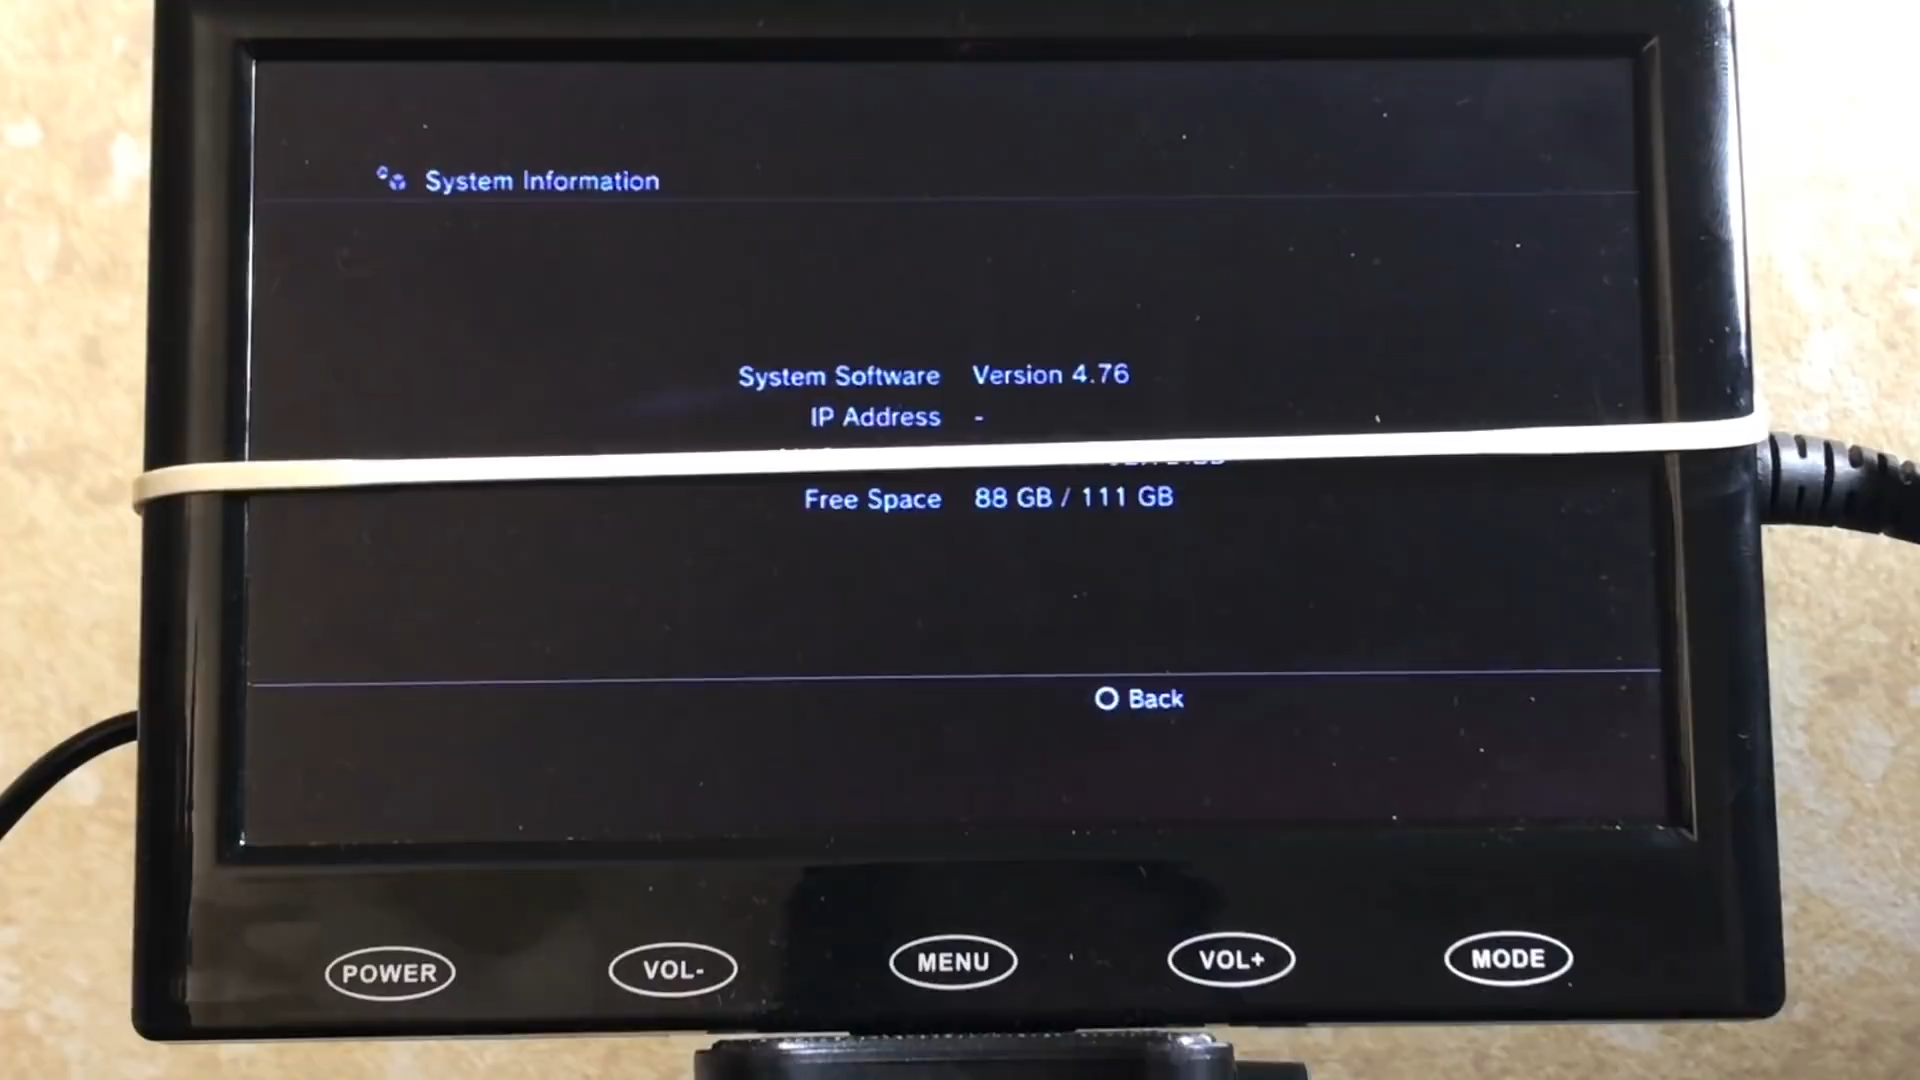 System Information
System Software Version 4.76
IP Address -
Free Space 88 GB / 111 GB
Back
POWER VOL- MENU VOL+ MODE